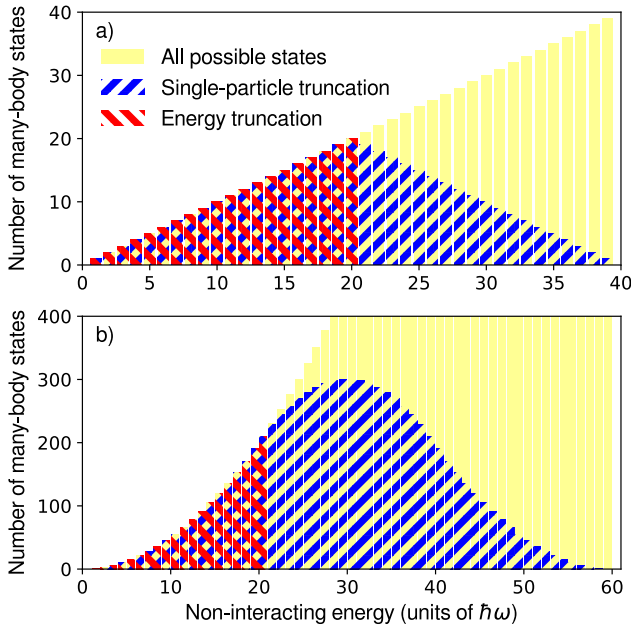 a)
All possible states
Single-particle truncation
Energy truncation
Number of many-body states
40
30
20
10
0
0 5 10 15 20 25 30 35 40
b)
Number of many-body states
400
300
200
100
0
0 10 20 30 40 50 60
Non-interacting energy (units of ℏω)